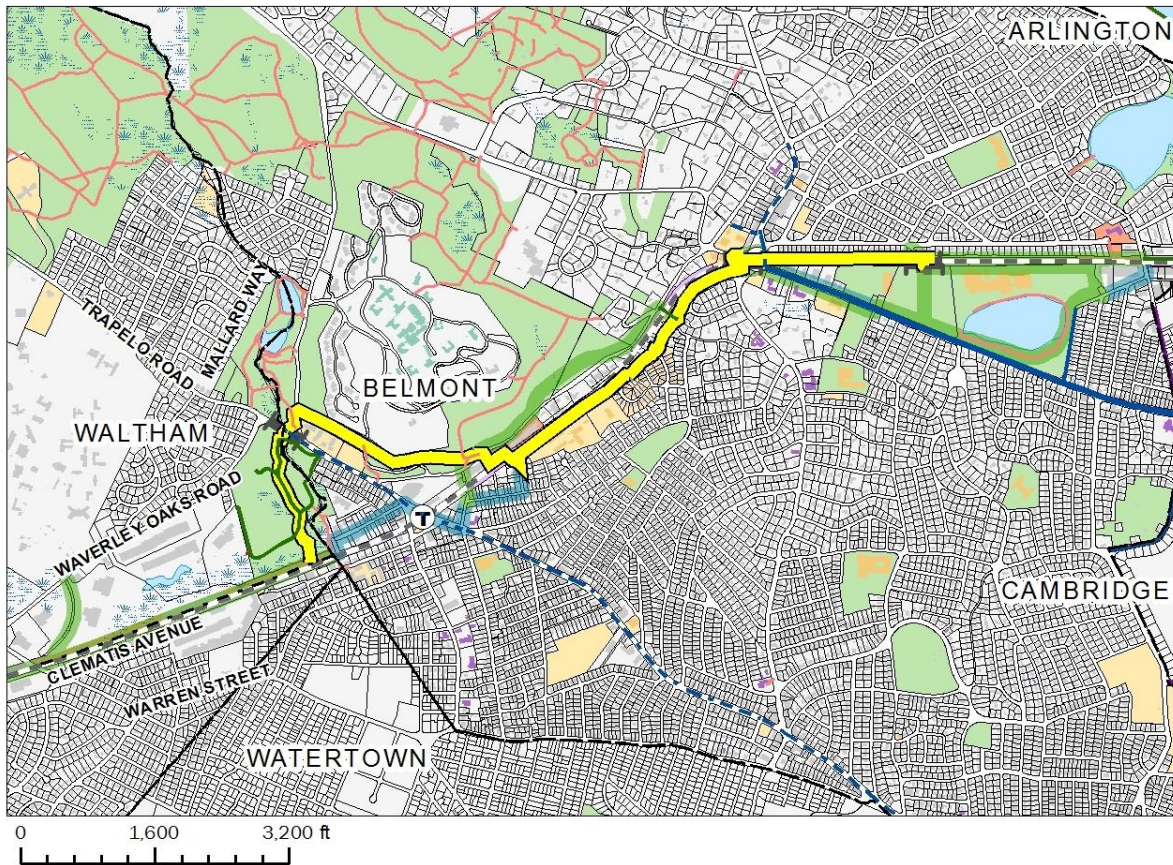 ARLINGTON
MALLARD WAY
TRAPELO ROAD
BELMONT
WALTHAM
T
WAVERLEY OAKS ROAD
CAMBRIDGE
CLEMATIS AVENUE
WARREN STREET
WATERTOWN
0 1,600 3,200 ft